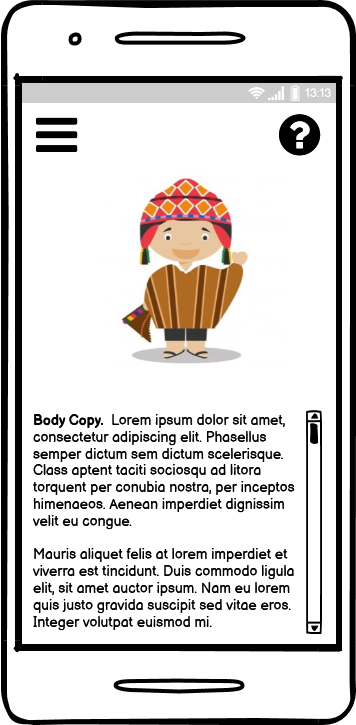 13:13
?
Body Copy. Lorem ipsum dolor sit amet,
consectetur adipiscing elit. Phasellus
semper dictum sem dictum scelerisque.
Class aptent taciti sociosqu ad litora
torquent per conubia nostra, per inceptos
himenaeos. Aenean imperdiet dignissim
velit eu congue.
Mauris aliquet felis at lorem imperdiet et
viverra est tincidunt. Duis commodo ligula
elit, sit amet auctor ipsum. Nam eu lorem
quis justo gravida suscipit sed vitae eros.
Integer volutpat euismod mi.